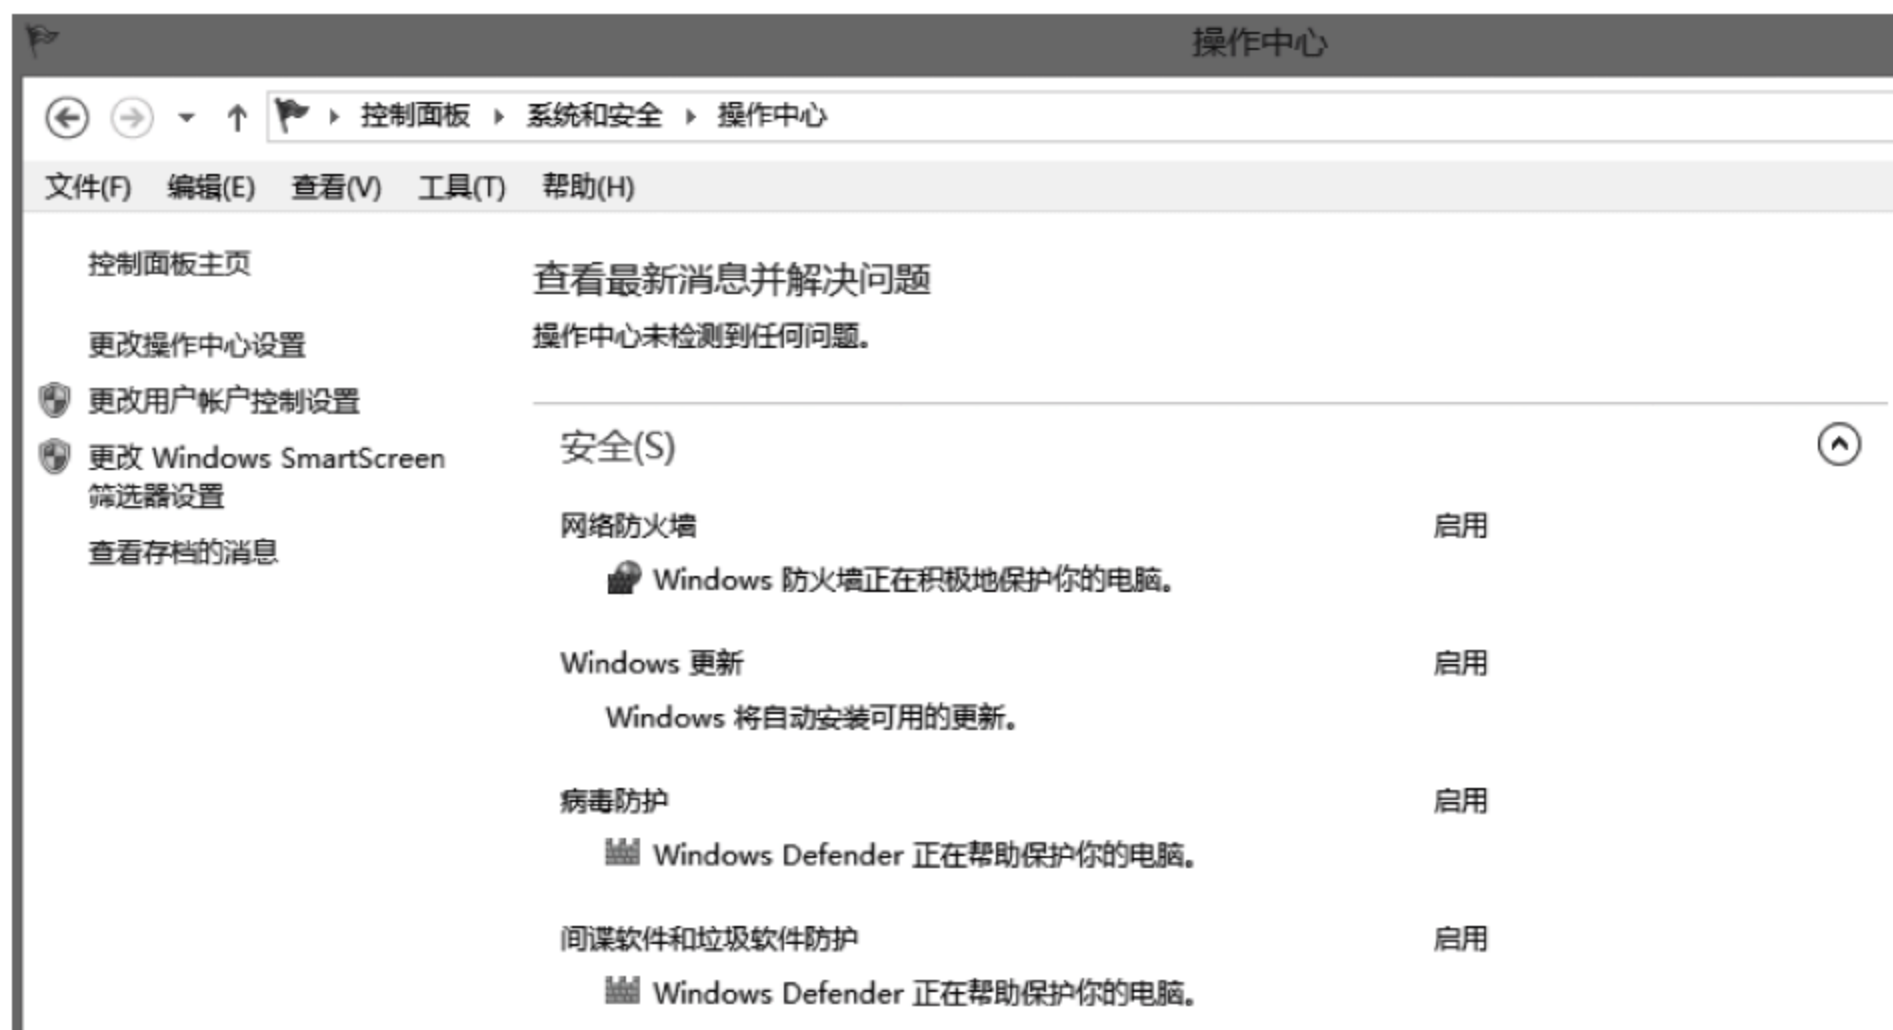 操作中心
控制面板 系统和安全 操作中心
文件(F) 编辑(E) 查看(V) 工具(T) 帮助(H)
控制面板主页
更改操作中心设置
更改用户帐户控制设置
更改 Windows SmartScreen
筛选器设置
查看存档的消息
查看最新消息并解决问题
操作中心未检测到任何问题。
安全(S)
网络防火墙 启用
Windows 防火墙正在积极地保护你的电脑。
Windows 更新 启用
Windows 将自动安装可用的更新。
病毒防护 启用
Windows Defender 正在帮助保护你的电脑。
间谍软件和垃圾软件防护 启用
Windows Defender 正在帮助保护你的电脑。